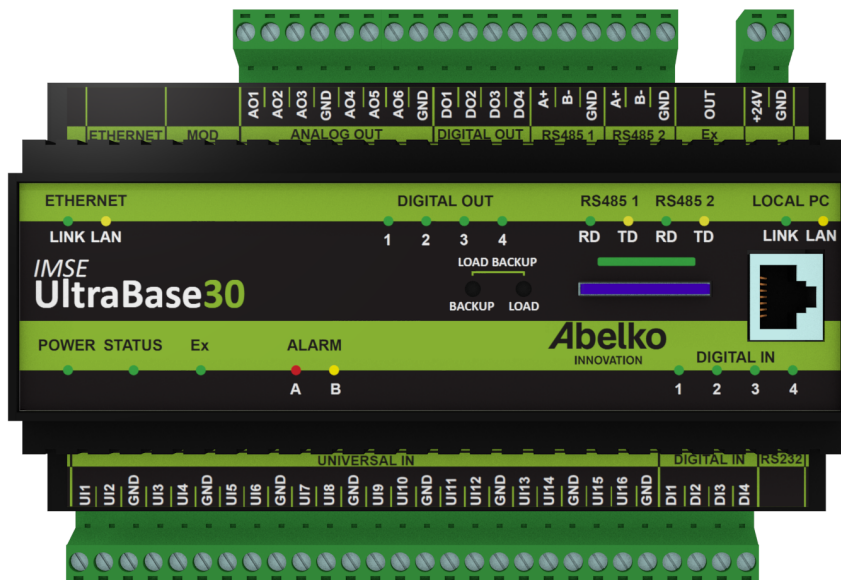 AO1 AO2 AO3 GND AO4 AO5 AO6 GND DO1 DO2 DO3 DO4 A+ B- GND A+ B- GND OUT +24V GND
ETHERNET MOD ANALOG OUT DIGITAL OUT RS485 1 RS485 2 Ex
ETHERNET DIGITAL OUT RS485 1 RS485 2 LOCAL PC
LINK LAN 1 2 3 4 RD TD RD TD LINK LAN
IMSE
UltraBase30
LOAD BACKUP
BACKUP LOAD
Abelko
INNOVATION
POWER STATUS Ex ALARM DIGITAL IN
A B 1 2 3 4
UNIVERSAL IN DIGITAL IN RS232
UI1 UI2 GND UI3 UI4 GND UI5 UI6 GND UI7 UI8 GND UI9 UI10 GND UI11 UI12 GND UI13 UI14 GND UI15 UI16 GND DI1 DI2 DI3 DI4